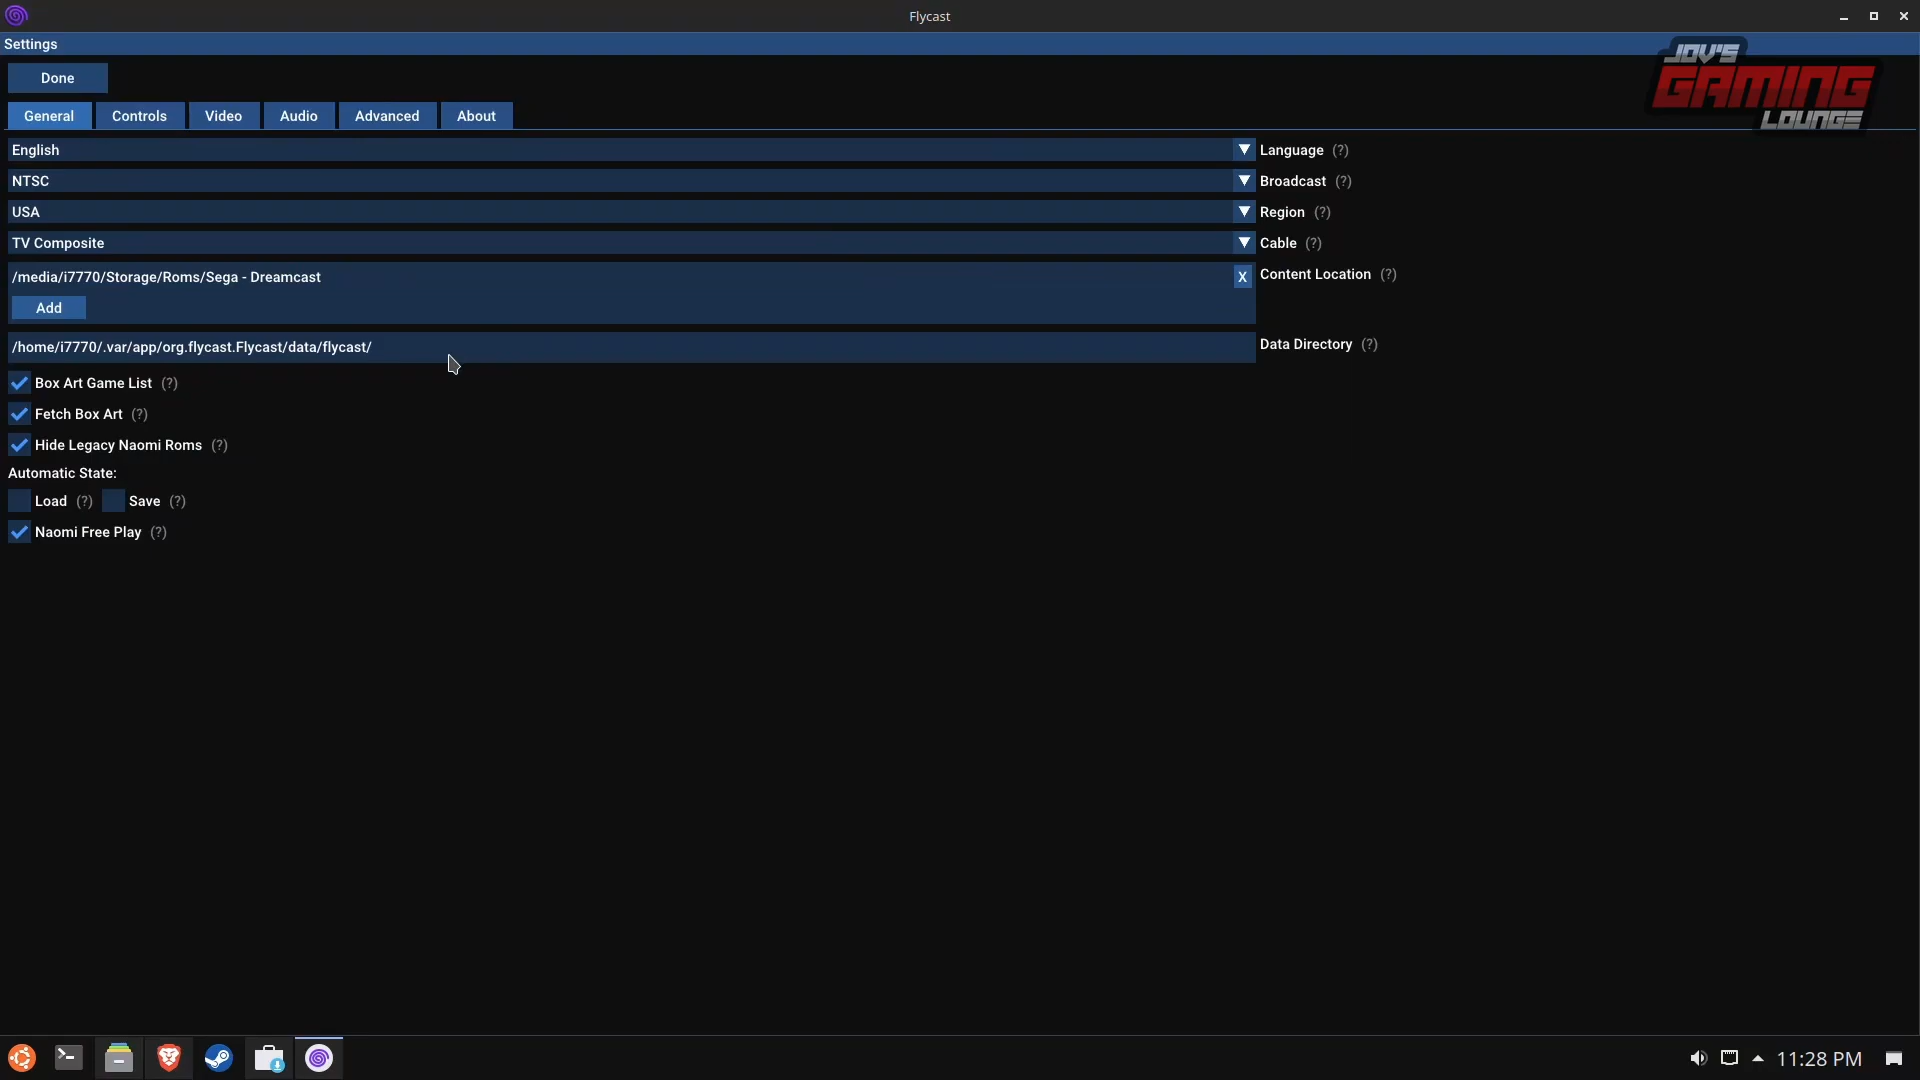 Flycast
Settings
JOV'S
GAMING
LOUNGE
Done
General Controls Video Audio Advanced About
English Language (?)
NTSC Broadcast (?)
USA Region (?)
TV Composite Cable (?)
/media/i7770/Storage/Roms/Sega - Dreamcast X Content Location (?)
Add
/home/i7770/.var/app/org.flycast.Flycast/data/flycast/ Data Directory (?)
Box Art Game List (?)
Fetch Box Art (?)
Hide Legacy Naomi Roms (?)
Automatic State:
Load (?) Save (?)
Naomi Free Play (?)
11:28 PM